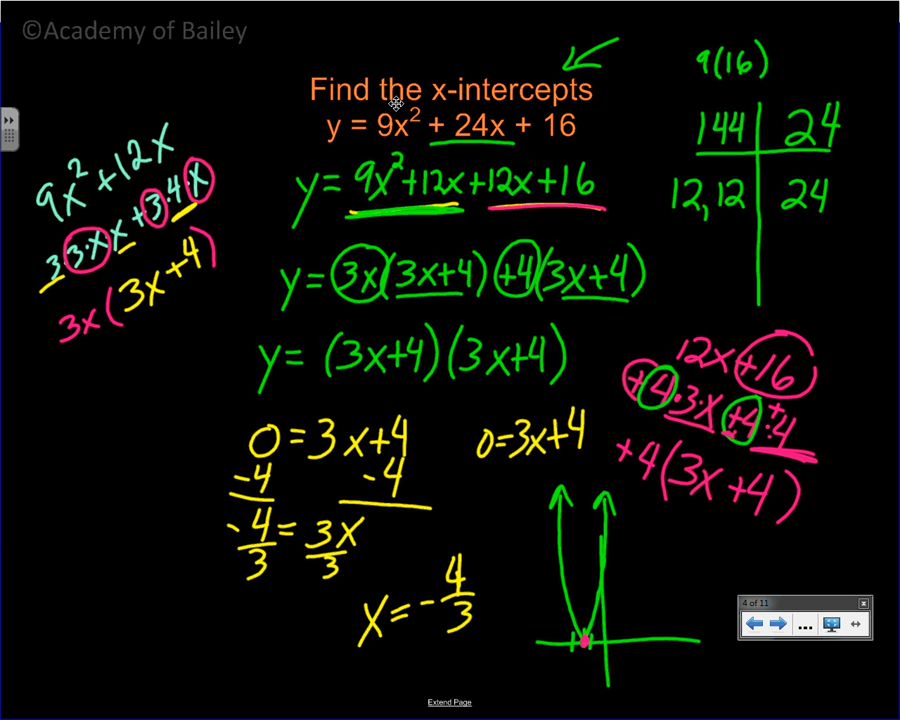 ©Academy of Bailey
Find the x-intercepts
y = 9x² + 24x + 16
9(16)
144 | 24
12,12 | 24
9x² + 12x
3·3·x·x + 3·4·x
3x(3x+4)
y = 9x² + 12x + 12x + 16
y = 3x(3x+4) +4(3x+4)
y = (3x+4)(3x+4)
12x +16
+4·3·x +4·+4
+4(3x+4)
0 = 3x+4
-4 -4
-4/3 = 3x/3
x = -4/3
0=3x+4
4 of 11
...
Extend Page